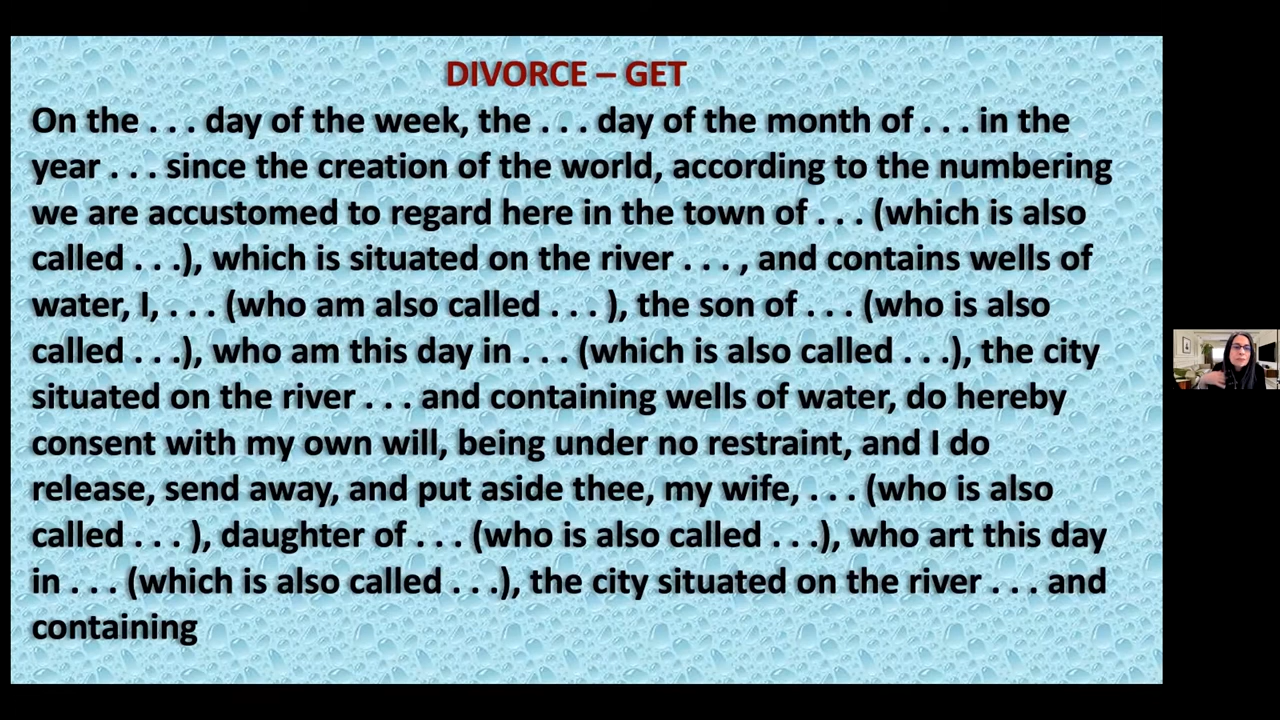 DIVORCE – GET
On the . . . day of the week, the . . . day of the month of . . . in the
year . . . since the creation of the world, according to the numbering
we are accustomed to regard here in the town of . . . (which is also
called . . .), which is situated on the river . . . , and contains wells of
water, I, . . . (who am also called . . . ), the son of . . . (who is also
called . . .), who am this day in . . . (which is also called . . .), the city
situated on the river . . . and containing wells of water, do hereby
consent with my own will, being under no restraint, and I do
release, send away, and put aside thee, my wife, . . . (who is also
called . . . ), daughter of . . . (who is also called . . .), who art this day
in . . . (which is also called . . .), the city situated on the river . . . and
containing